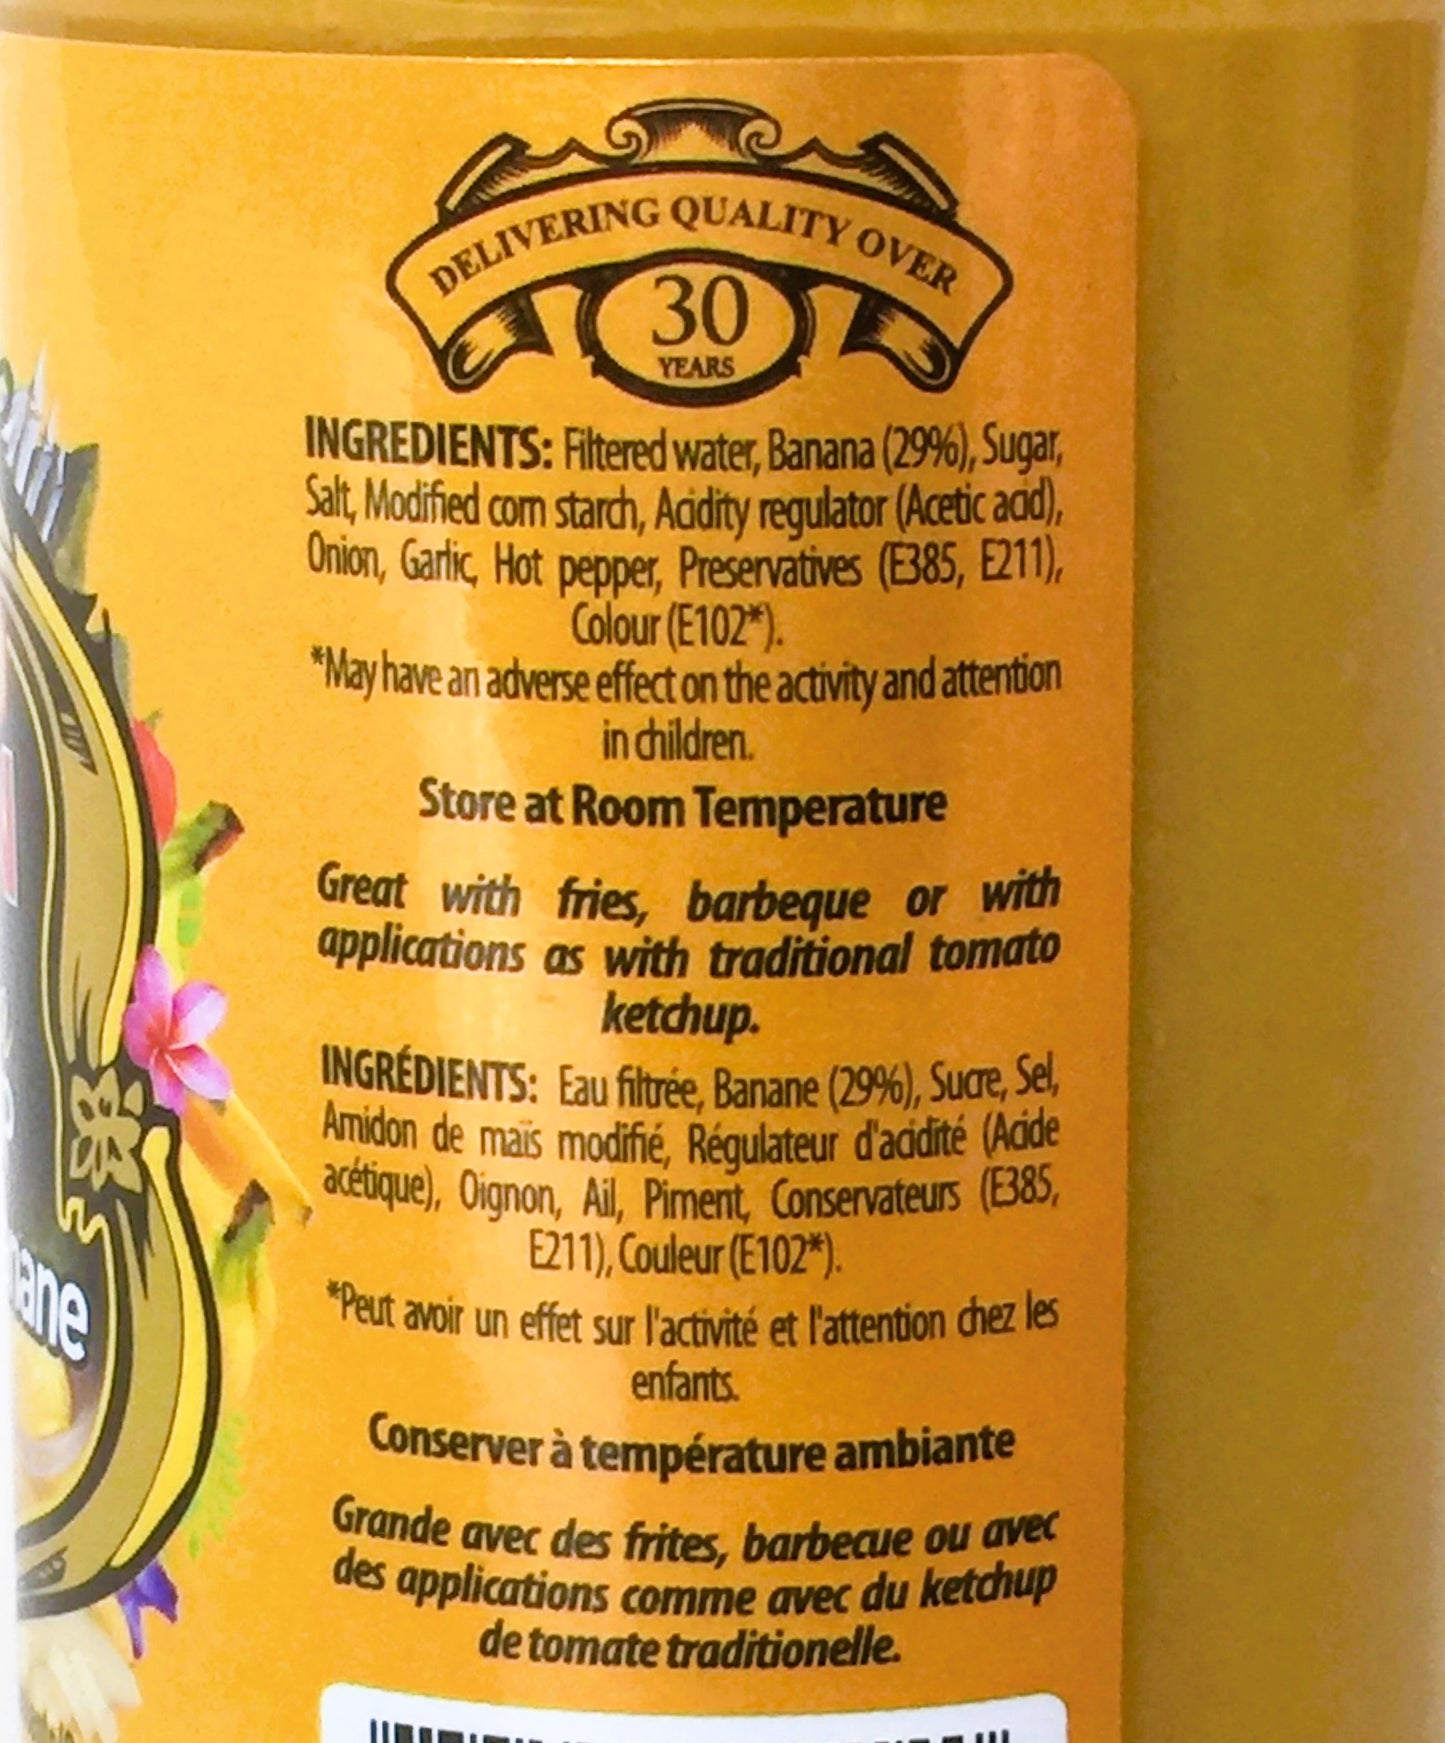 DELIVERING QUALITY OVER
30
YEARS
INGREDIENTS: Filtered water, Banana (29%), Sugar,
Salt, Modified corn starch, Acidity regulator (Acetic acid),
Onion, Garlic, Hot pepper, Preservatives (E385, E211),
Colour (E102*).
*May have an adverse effect on the activity and attention
in children.
Store at Room Temperature
Great with fries, barbeque or with
applications as with traditional tomato
ketchup.
INGRÉDIENTS: Eau filtrée, Banane (29%), Sucre, Sel,
Amidon de maïs modifié, Régulateur d'acidité (Acide
acétique), Oignon, Ail, Piment, Conservateurs (E385,
E211), Couleur (E102*).
*Peut avoir un effet sur l'activité et l'attention chez les
enfants.
Conserver à température ambiante
Grande avec des frites, barbecue ou avec
des applications comme avec du ketchup
de tomate traditionelle.